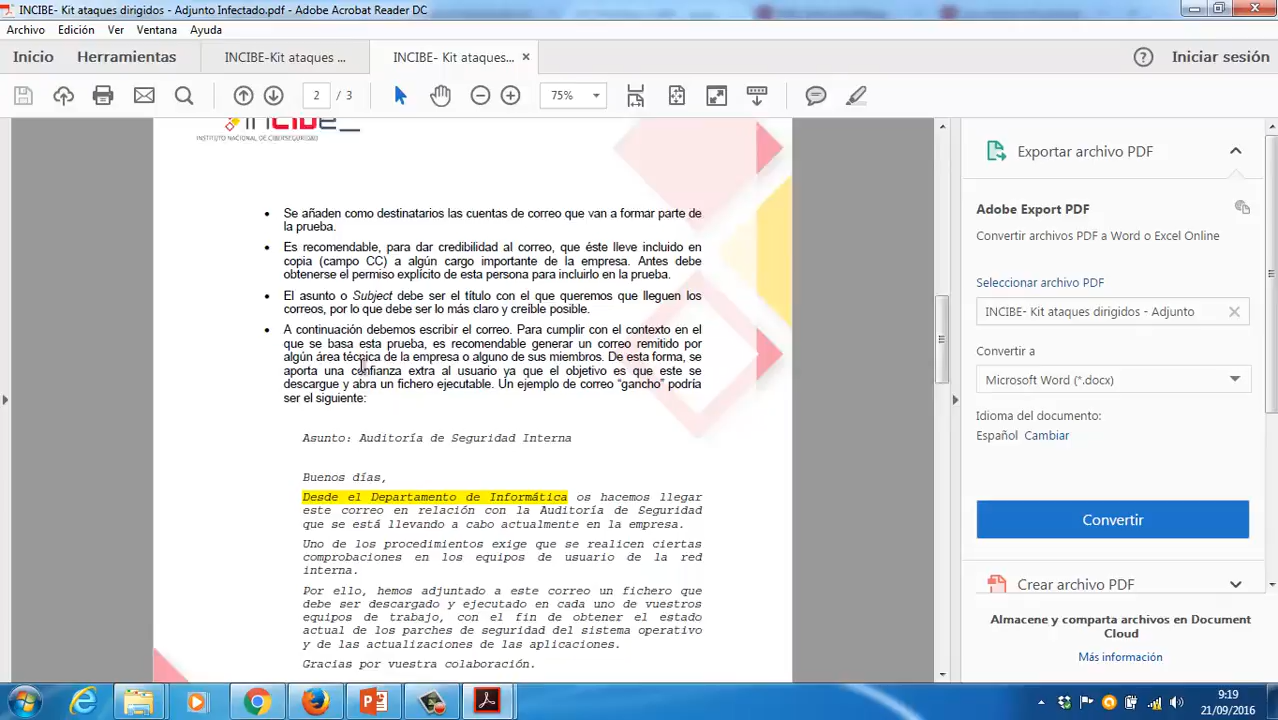 INCIBE- Kit ataques dirigidos - Adjunto Infectado.pdf - Adobe Acrobat Reader DC
Archivo Edición Ver Ventana Ayuda
Inicio Herramientas INCIBE-Kit ataques ... INCIBE- Kit ataques... × Iniciar sesión
2 / 3 75%
INSTITUTO NACIONAL DE CIBERSEGURIDAD
• Se añaden como destinatarios las cuentas de correo que van a formar parte de
la prueba.
• Es recomendable, para dar credibilidad al correo, que éste lleve incluido en
copia (campo CC) a algún cargo importante de la empresa. Antes debe
obtenerse el permiso explícito de esta persona para incluirlo en la prueba.
• El asunto o Subject debe ser el título con el que queremos que lleguen los
correos, por lo que debe ser lo más claro y creíble posible.
• A continuación debemos escribir el correo. Para cumplir con el contexto en el
que se basa esta prueba, es recomendable generar un correo remitido por
algún área técnica de la empresa o alguno de sus miembros. De esta forma, se
aporta una confianza extra al usuario ya que el objetivo es que este se
descargue y abra un fichero ejecutable. Un ejemplo de correo “gancho” podría
ser el siguiente:
Asunto: Auditoría de Seguridad Interna
Buenos días,
Desde el Departamento de Informática os hacemos llegar
este correo en relación con la Auditoría de Seguridad
que se está llevando a cabo actualmente en la empresa.
Uno de los procedimientos exige que se realicen ciertas
comprobaciones en los equipos de usuario de la red
interna.
Por ello, hemos adjuntado a este correo un fichero que
debe ser descargado y ejecutado en cada uno de vuestros
equipos de trabajo, con el fin de obtener el estado
actual de los parches de seguridad del sistema operativo
y de las actualizaciones de las aplicaciones.
Gracias por vuestra colaboración.
Exportar archivo PDF
Adobe Export PDF
Convertir archivos PDF a Word o Excel Online
Seleccionar archivo PDF
INCIBE- Kit ataques dirigidos - Adjunto
Convertir a
Microsoft Word (*.docx)
Idioma del documento:
Español Cambiar
Convertir
Crear archivo PDF
Almacene y comparta archivos en Document
Cloud
Más información
9:19
21/09/2016